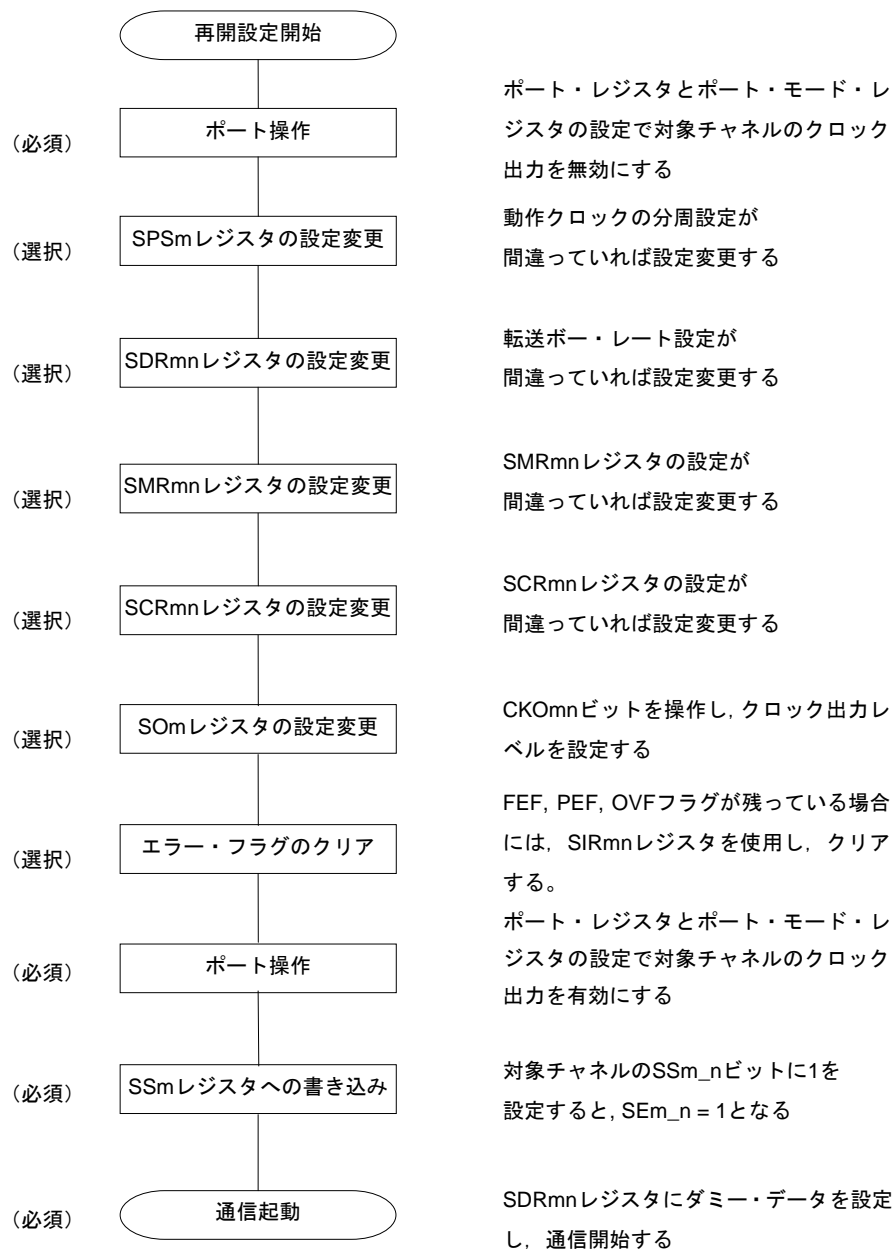 再開設定開始
(必須)
ポート操作
ポート・レジスタとポート・モード・レ
ジスタの設定で対象チャネルのクロック
出力を無効にする
(選択)
SPSmレジスタの設定変更
動作クロックの分周設定が
間違っていれば設定変更する
(選択)
SDRmnレジスタの設定変更
転送ボー・レート設定が
間違っていれば設定変更する
(選択)
SMRmnレジスタの設定変更
SMRmnレジスタの設定が
間違っていれば設定変更する
(選択)
SCRmnレジスタの設定変更
SCRmnレジスタの設定が
間違っていれば設定変更する
(選択)
SOmレジスタの設定変更
CKOmnビットを操作し, クロック出力レ
ベルを設定する
(選択)
エラー・フラグのクリア
FEF, PEF, OVFフラグが残っている場合
には, SIRmnレジスタを使用し, クリア
する。
(必須)
ポート操作
ポート・レジスタとポート・モード・レ
ジスタの設定で対象チャネルのクロック
出力を有効にする
(必須)
SSmレジスタへの書き込み
対象チャネルのSSm_nビットに1を
設定すると, SEm_n = 1となる
(必須)
通信起動
SDRmnレジスタにダミー・データを設定
し, 通信開始する